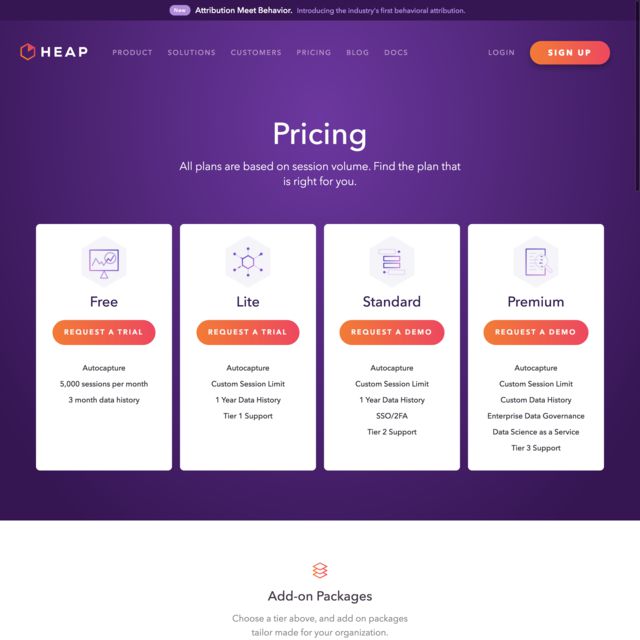 New Attribution Meet Behavior. Introducing the industry's first behavioral attribution.
HEAP PRODUCT SOLUTIONS CUSTOMERS PRICING BLOG DOCS LOGIN SIGN UP
Pricing
All plans are based on session volume. Find the plan that
is right for you.
Free
REQUEST A TRIAL
Autocapture
5,000 sessions per month
3 month data history
Lite
REQUEST A TRIAL
Autocapture
Custom Session Limit
1 Year Data History
Tier 1 Support
Standard
REQUEST A DEMO
Autocapture
Custom Session Limit
1 Year Data History
SSO/2FA
Tier 2 Support
Premium
REQUEST A DEMO
Autocapture
Custom Session Limit
Custom Data History
Enterprise Data Governance
Data Science as a Service
Tier 3 Support
Add-on Packages
Choose a tier above, and add on packages
tailor made for your organization.